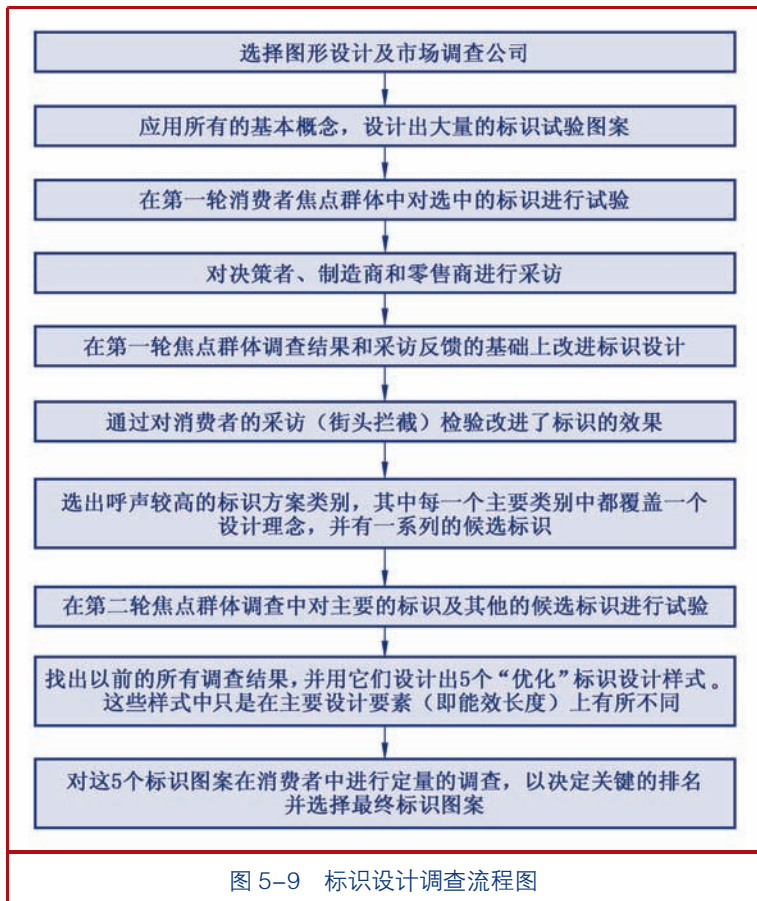 选择图形设计及市场调查公司
应用所有的基本概念，设计出大量的标识试验图案
在第一轮消费者焦点群体中对选中的标识进行试验
对决策者、制造商和零售商进行采访
在第一轮焦点群体调查结果和采访反馈的基础上改进标识设计
通过对消费者的采访（街头拦截）检验改进了标识的效果
选出呼声较高的标识方案类别，其中每一个主要类别中都覆盖一个
设计理念，并有一系列的候选标识
在第二轮焦点群体调查中对主要的标识及其他的候选标识进行试验
找出以前的所有调查结果，并用它们设计出5个“优化”标识设计样式。
这些样式中只是在主要设计要素（即能效长度）上有所不同
对这5个标识图案在消费者中进行定量的调查，以决定关键的排名
并选择最终标识图案
图 5-9 标识设计调查流程图